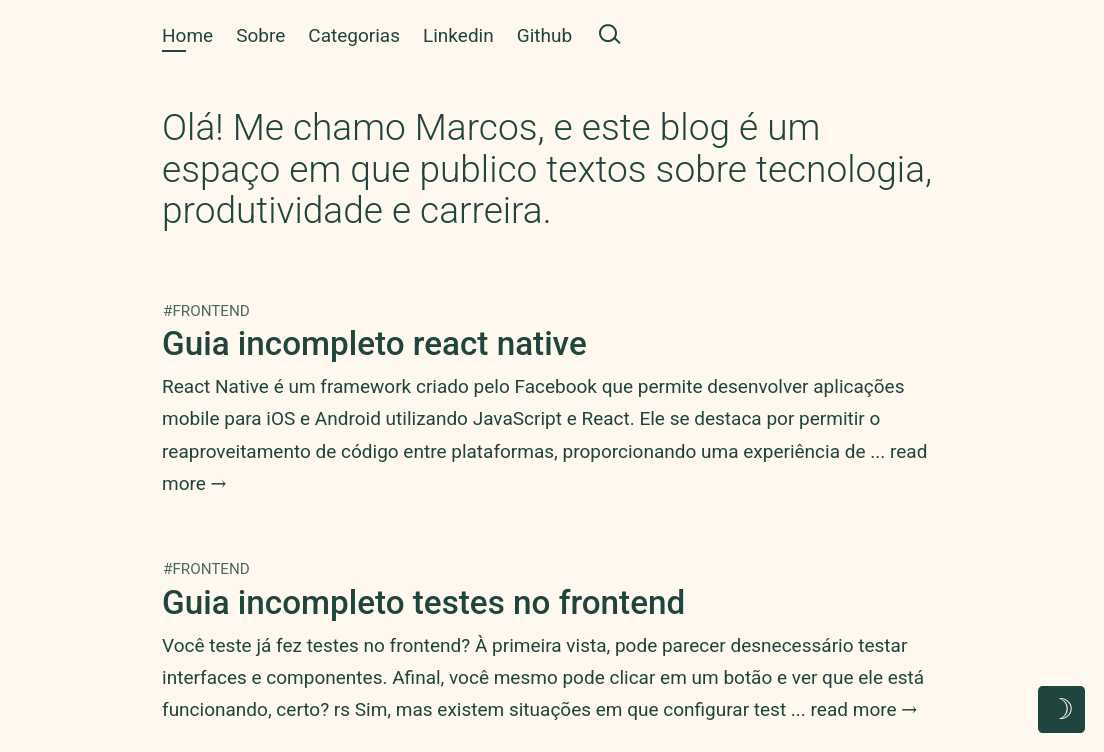 Home Sobre Categorias Linkedin Github
Olá! Me chamo Marcos, e este blog é um
espaço em que publico textos sobre tecnologia,
produtividade e carreira.
#FRONTEND
Guia incompleto react native
React Native é um framework criado pelo Facebook que permite desenvolver aplicações
mobile para iOS e Android utilizando JavaScript e React. Ele se destaca por permitir o
reaproveitamento de código entre plataformas, proporcionando uma experiência de ... read
more →
#FRONTEND
Guia incompleto testes no frontend
Você teste já fez testes no frontend? À primeira vista, pode parecer desnecessário testar
interfaces e componentes. Afinal, você mesmo pode clicar em um botão e ver que ele está
funcionando, certo? rs Sim, mas existem situações em que configurar test ... read more →